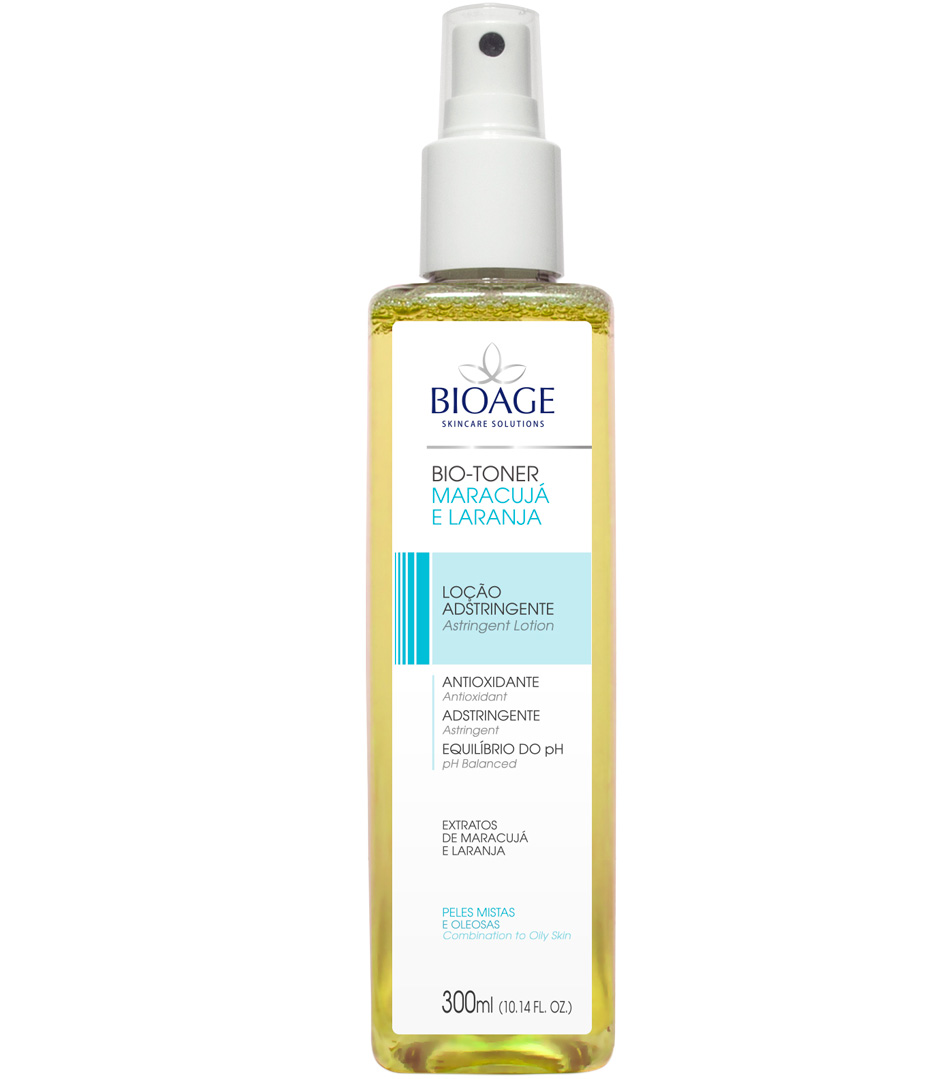 BIOAGE
SKINCARE SOLUTIONS
BIO-TONER
MARACUJÁ
E LARANJA
LOÇÃO
ADSTRINGENTE
Astringent Lotion
ANTIOXIDANTE
Antioxidant
ADSTRINGENTE
Astringent
EQUILÍBRIO DO pH
pH Balanced
EXTRATOS
DE MARACUJÁ
E LARANJA
PELES MISTAS
E OLEOSAS
Combination to Oily Skin
300ml (10.14 FL. OZ.)